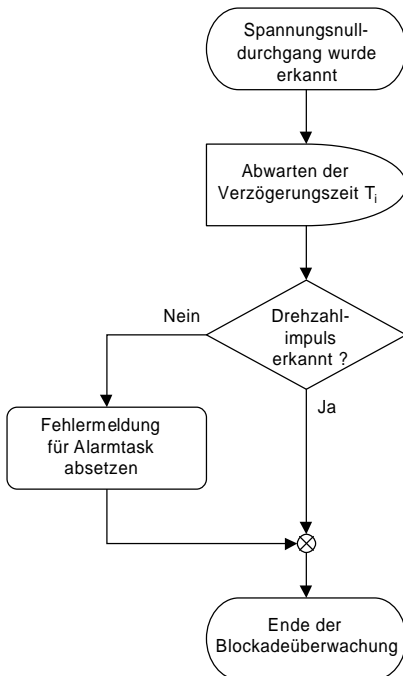 Spannungsnull-
durchgang wurde
erkannt
Abwarten der
Verzögerungszeit Ti
Nein
Drehzahl-
impuls
erkannt ?
Ja
Fehlermeldung
für Alarmtask
absetzen
Ende der
Blockadeüberwachung